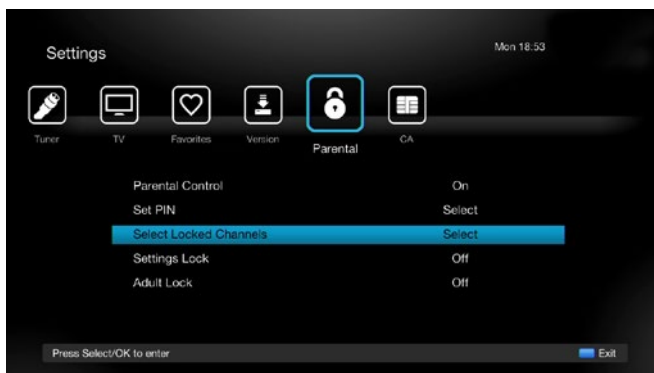 Settings
Mon 18:53
Tuner TV Favorites Version Parental CA
Parental Control On
Set PIN Select
Select Locked Channels Select
Settings Lock Off
Adult Lock Off
Press Select/OK to enter Exit